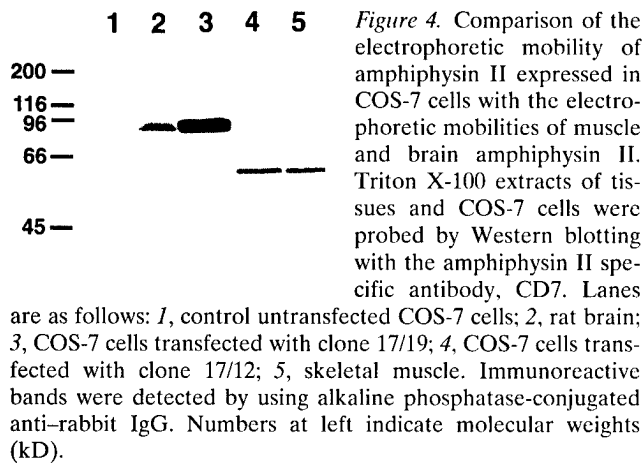 1 2 3 4 5
200 —
116 —
96 —
66 —
45 —
Figure 4. Comparison of the
electrophoretic mobility of
amphiphysin II expressed in
COS-7 cells with the electro-
phoretic mobilities of muscle
and brain amphiphysin II.
Triton X-100 extracts of tis-
sues and COS-7 cells were
probed by Western blotting
with the amphiphysin II spe-
cific antibody, CD7. Lanes
are as follows: 1, control untransfected COS-7 cells; 2, rat brain;
3, COS-7 cells transfected with clone 17/19; 4, COS-7 cells trans-
fected with clone 17/12; 5, skeletal muscle. Immunoreactive
bands were detected by using alkaline phosphatase-conjugated
anti–rabbit IgG. Numbers at left indicate molecular weights
(kD).